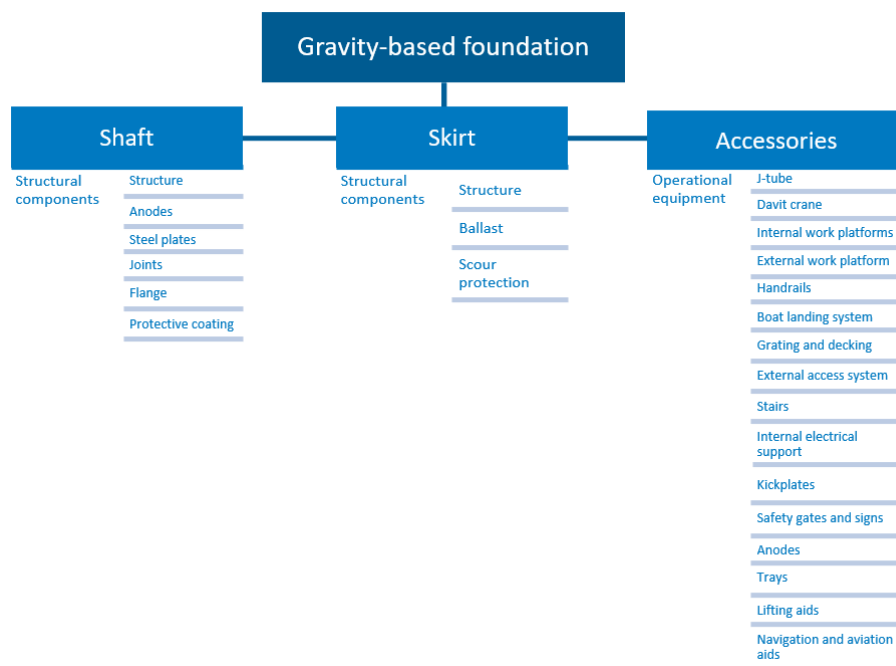 Gravity-based foundation
Shaft
Structural
components
Structure
Anodes
Steel plates
Joints
Flange
Protective coating
Skirt
Structural
components
Structure
Ballast
Scour
protection
Accessories
Operational
equipment
J-tube
Davit crane
Internal work platforms
External work platform
Handrails
Boat landing system
Grating and decking
External access system
Stairs
Internal electrical
support
Kickplates
Safety gates and signs
Anodes
Trays
Lifting aids
Navigation and aviation
aids